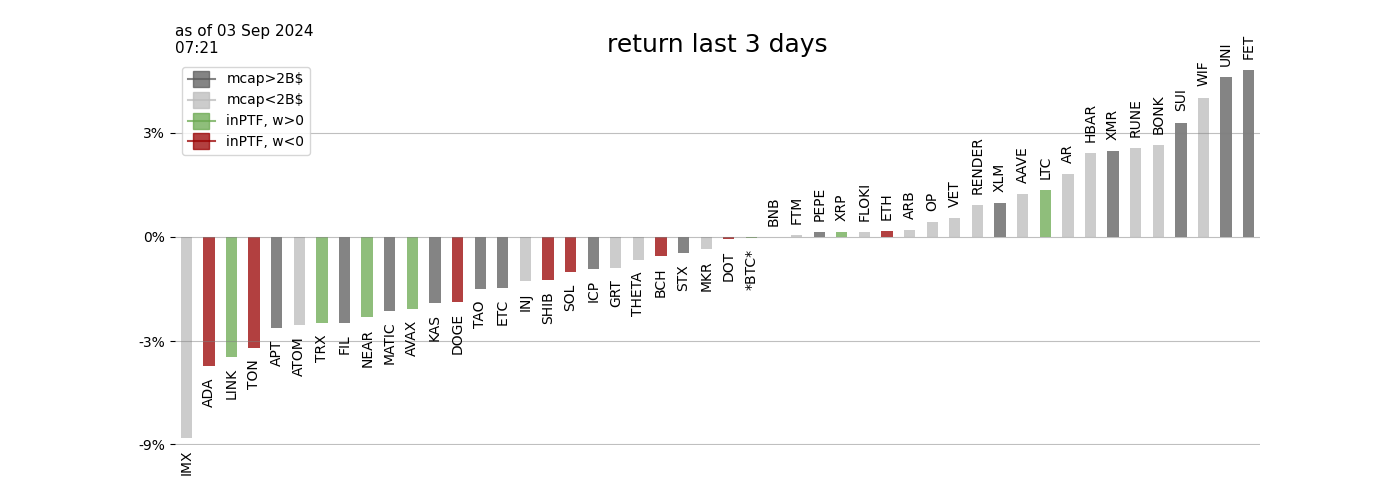 as of 03 Sep 2024
07:21
return last 3 days
mcap>2B$
mcap<2B$
inPTF, w>0
inPTF, w<0
3%
0%
-3%
-9%
IMX
ADA
LINK
TON
APT
ATOM
TRX
FIL
NEAR
MATIC
AVAX
KAS
DOGE
TAO
ETC
INJ
SHIB
SOL
ICP
GRT
THETA
BCH
STX
MKR
DOT
*BTC*
BNB
FTM
PEPE
XRP
FLOKI
ETH
ARB
OP
VET
RENDER
XLM
AAVE
LTC
AR
HBAR
XMR
RUNE
BONK
SUI
WIF
UNI
FET